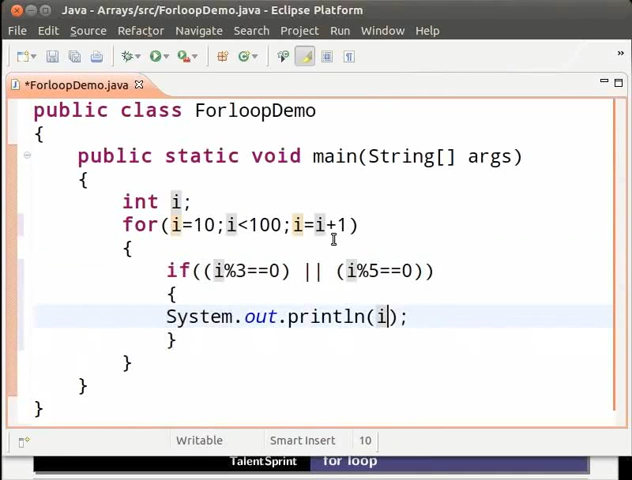 Java - Arrays/src/ForloopDemo.java - Eclipse Platform
File Edit Source Refactor Navigate Search Project Run Window Help
*ForloopDemo.java
public class ForloopDemo
{
public static void main(String[] args)
{
int i;
for(i=10;i<100;i=i+1)
{
if((i%3==0) || (i%5==0))
{
System.out.println(i);
}
}
}
}
Writable Smart Insert 10
TalentSprint for loop